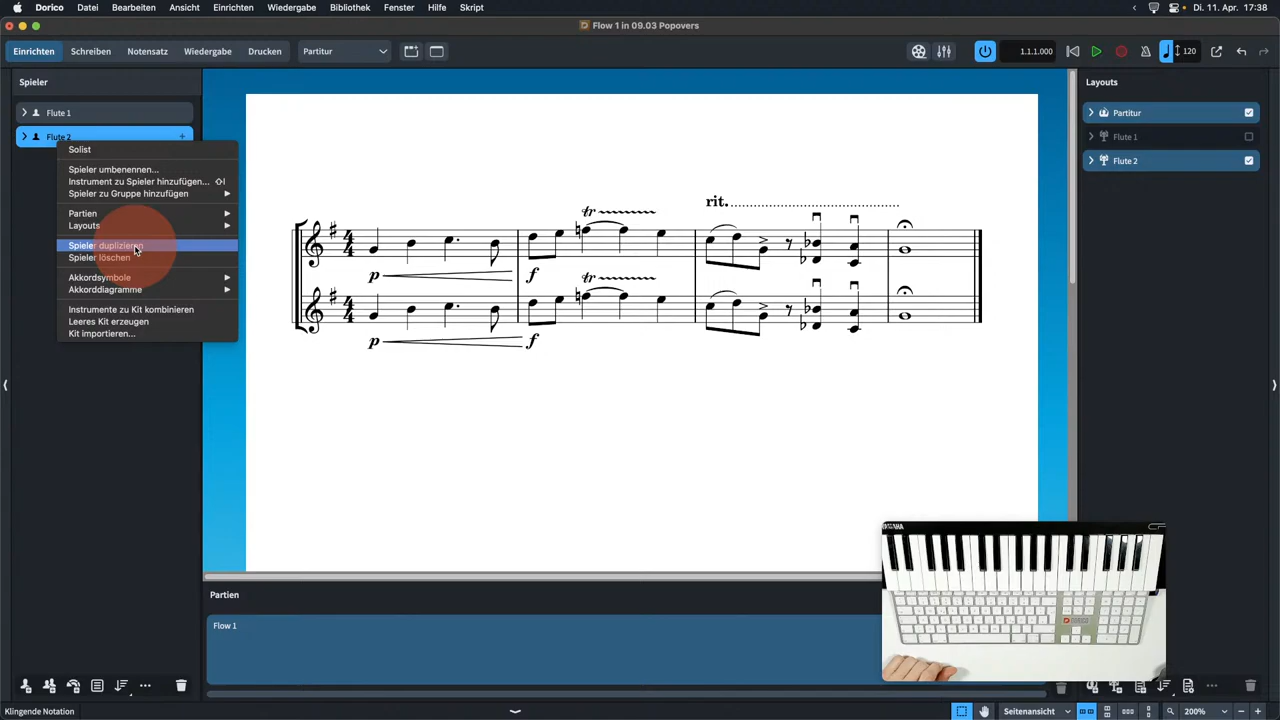 Dorico Datei Bearbeiten Ansicht Einrichten Wiedergabe Bibliothek Fenster Hilfe Skript Di. 11. Apr. 17:38
Flow 1 in 09.03 Popovers
Einrichten Schreiben Notensatz Wiedergabe Drucken Partitur 1.1.1.000 120
Spieler
Flute 1
Flute 2 +
Solist
Spieler umbenennen...
Instrument zu Spieler hinzufügen...
Spieler zu Gruppe hinzufügen
Partien
Layouts
Spieler duplizieren
Spieler löschen
Akkordsymbole
Akkorddiagramme
Instrumente zu Kit kombinieren
Leeres Kit erzeugen
Kit importieren...
rit.
tr
p f
tr
p f
Layouts
Partitur
Flute 1
Flute 2
Partien
Flow 1
YAMAHA
DORICO
Klingende Notation Seitenansicht 200%